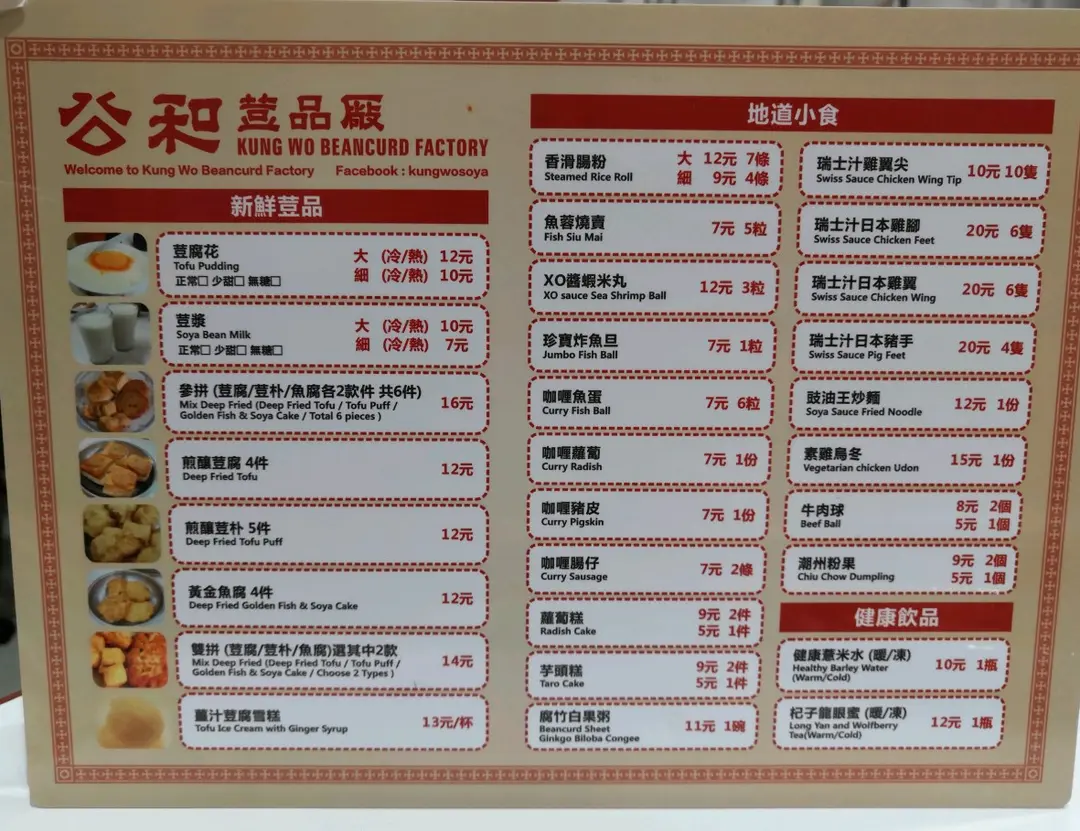 公和 荳品廠
KUNG WO BEANCURD FACTORY
Welcome to Kung Wo Beancurd Factory Facebook : kungwosoya
新鮮荳品
荳腐花 大 (冷/熱) 12元
Tofu Pudding
正常□ 少甜□ 無糖□ 細 (冷/熱) 10元
荳漿 大 (冷/熱) 10元
Soya Bean Milk
正常□ 少甜□ 無糖□ 細 (冷/熱) 7元
參拼 (荳腐/荳朴/魚腐各2款件 共6件) 16元
Mix Deep Fried (Deep Fried Tofu / Tofu Puff /
Golden Fish & Soya Cake / Total 6 pieces )
煎釀荳腐 4件 12元
Deep Fried Tofu
煎釀荳朴 5件 12元
Deep Fried Tofu Puff
黃金魚腐 4件 12元
Deep Fried Golden Fish & Soya Cake
雙拼 (荳腐/荳朴/魚腐)選其中2款 14元
Mix Deep Fried (Deep Fried Tofu / Tofu Puff /
Golden Fish & Soya Cake / Choose 2 Types )
薑汁荳腐雪糕 13元/杯
Tofu Ice Cream with Ginger Syrup
地道小食
香滑腸粉 大 12元 7條
Steamed Rice Roll 細 9元 4條
魚蓉燒賣 7元 5粒
Fish Siu Mai
XO醬蝦米丸 12元 3粒
XO sauce Sea Shrimp Ball
珍寶炸魚旦 7元 1粒
Jumbo Fish Ball
咖喱魚蛋 7元 6粒
Curry Fish Ball
咖喱蘿蔔 7元 1份
Curry Radish
咖喱豬皮 7元 1份
Curry Pigskin
咖喱腸仔 7元 2條
Curry Sausage
蘿蔔糕 9元 2件
Radish Cake 5元 1件
芋頭糕 9元 2件
Taro Cake 5元 1件
腐竹白果粥 11元 1碗
Beancurd Sheet
Ginkgo Biloba Congee
瑞士汁雞翼尖 10元 10隻
Swiss Sauce Chicken Wing Tip
瑞士汁日本雞腳 20元 6隻
Swiss Sauce Chicken Feet
瑞士汁日本雞翼 20元 6隻
Swiss Sauce Chicken Wing
瑞士汁日本豬手 20元 4隻
Swiss Sauce Pig Feet
豉油王炒麵 12元 1份
Soya Sauce Fried Noodle
素雞烏冬 15元 1份
Vegetarian chicken Udon
牛肉球 8元 2個
Beef Ball 5元 1個
潮州粉果 9元 2個
Chiu Chow Dumpling 5元 1個
健康飲品
健康薏米水 (暖/凍) 10元 1瓶
Healthy Barley Water
(Warm/Cold)
杞子龍眼蜜 (暖/凍) 12元 1瓶
Long Yan and Wolfberry
Tea(Warm/Cold)